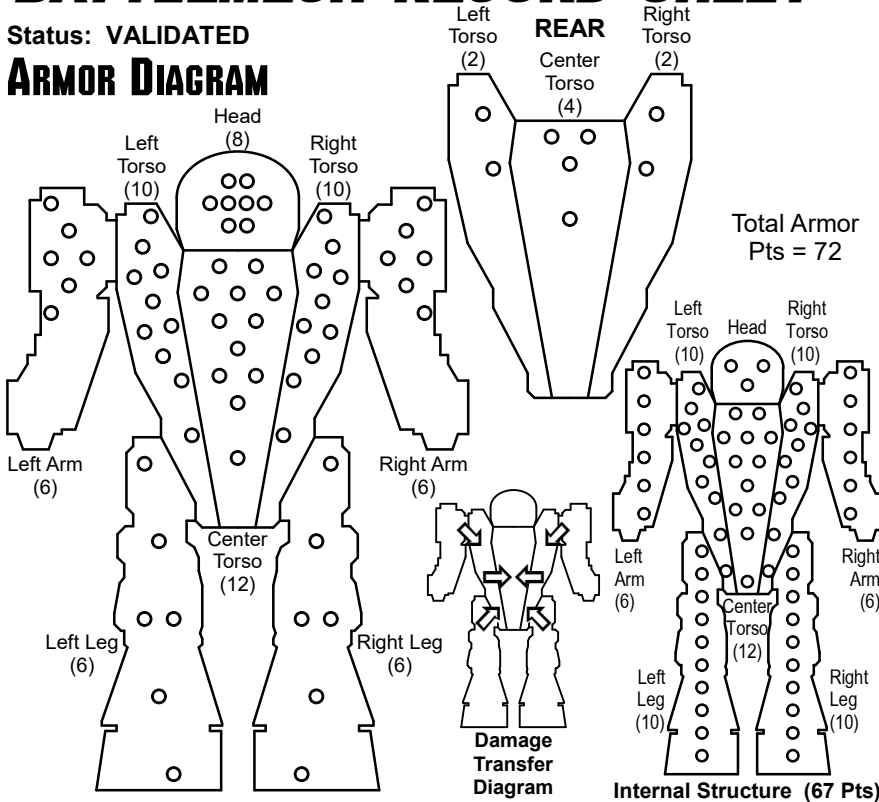 BATTLEMECH RECORD SHEET
Status: VALIDATED
ARMOR DIAGRAM
Head
(8)
Left
Torso
(10)
Right
Torso
(10)
Left Arm
(6)
Right Arm
(6)
Center
Torso
(12)
Left Leg
(6)
Right Leg
(6)
Left
Torso
(2)
REAR
Center
Torso
(4)
Right
Torso
(2)
Total Armor
Pts = 72
Left
Torso
(10)
Head
Right
Torso
(10)
Left
Arm
(6)
Right
Arm
(6)
Center
Torso
(12)
Left
Leg
(10)
Right
Leg
(10)
Damage
Transfer
Diagram
Internal Structure (67 Pts)